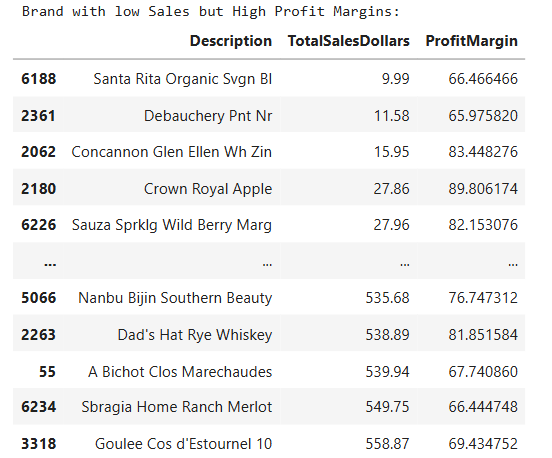 Brand with low Sales but High Profit Margins:
Description TotalSalesDollars ProfitMargin
6188 Santa Rita Organic Svgn Bl 9.99 66.466466
2361 Debauchery Pnt Nr 11.58 65.975820
2062 Concannon Glen Ellen Wh Zin 15.95 83.448276
2180 Crown Royal Apple 27.86 89.806174
6226 Sauza Sprklg Wild Berry Marg 27.96 82.153076
... ... ... ...
5066 Nanbu Bijin Southern Beauty 535.68 76.747312
2263 Dad's Hat Rye Whiskey 538.89 81.851584
55 A Bichot Clos Marechaudes 539.94 67.740860
6234 Sbragia Home Ranch Merlot 549.75 66.444748
3318 Goulee Cos d'Estournel 10 558.87 69.434752